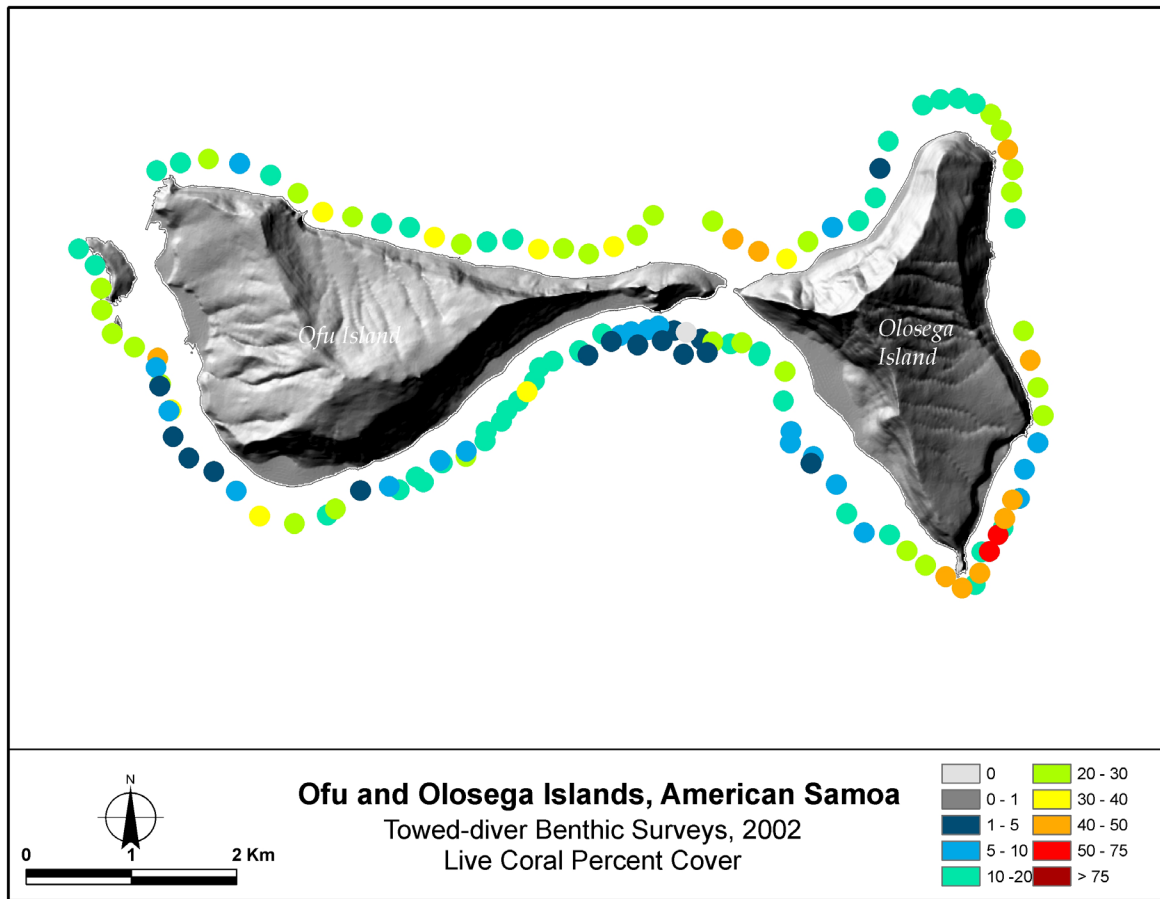 Ofu Island
Olosega
Island
N
0 1 2 Km
Ofu and Olosega Islands, American Samoa
Towed-diver Benthic Surveys, 2002
Live Coral Percent Cover
0
0 - 1
1 - 5
5 - 10
10 -20
20 - 30
30 - 40
40 - 50
50 - 75
> 75